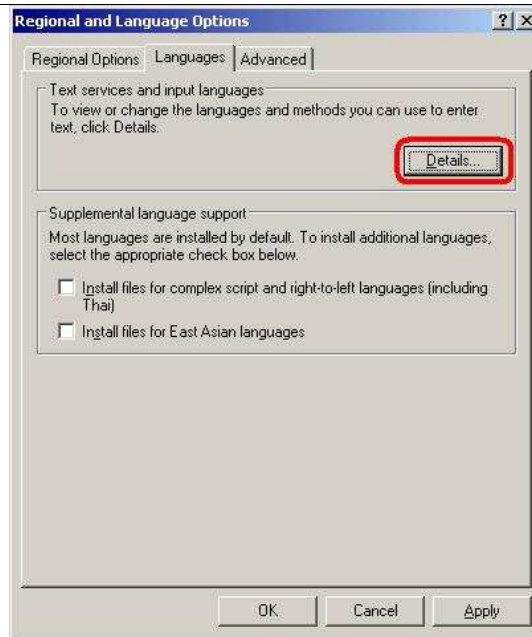 Regional and Language Options
Regional Options Languages Advanced
Text services and input languages
To view or change the languages and methods you can use to enter
text, click Details.
Details...
Supplemental language support
Most languages are installed by default. To install additional languages,
select the appropriate check box below.
Install files for complex script and right-to-left languages (including
Thai)
Install files for East Asian languages
OK Cancel Apply